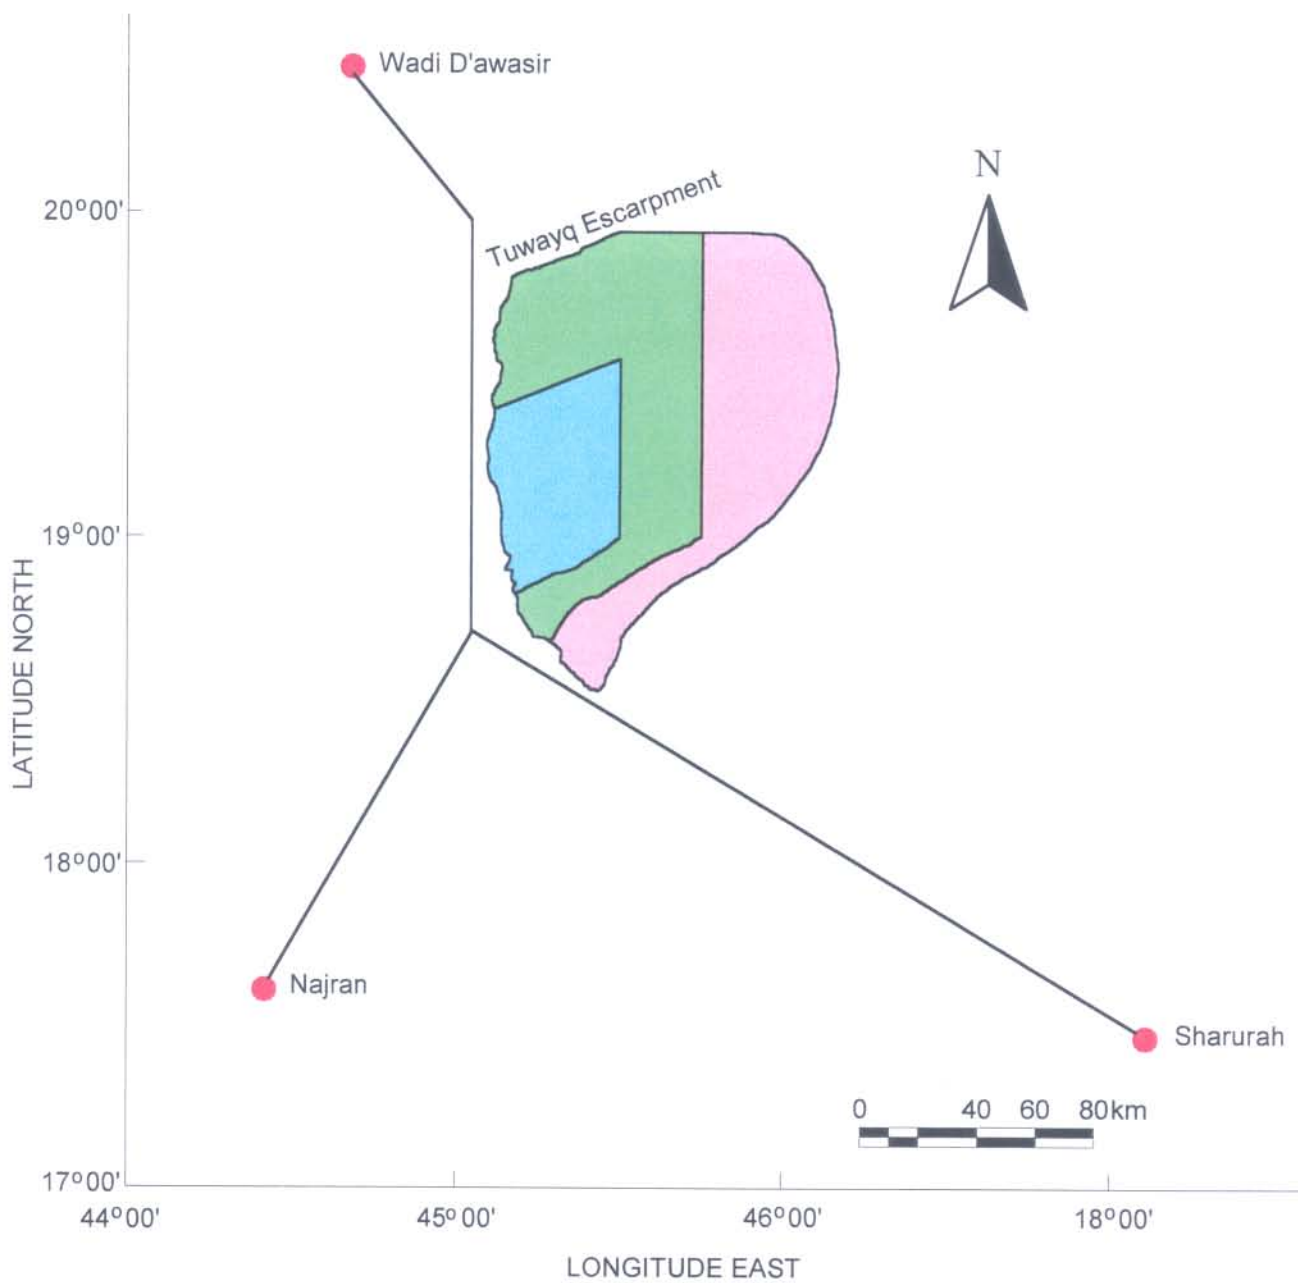 Wadi D'awasir
N
Tuwayq Escarpment
20°00'
19°00'
LATITUDE NORTH
18°00'
Najran
Sharurah
0 40 60 80km
17°00'
44°00' 45°00' 46°00' 18°00'
LONGITUDE EAST